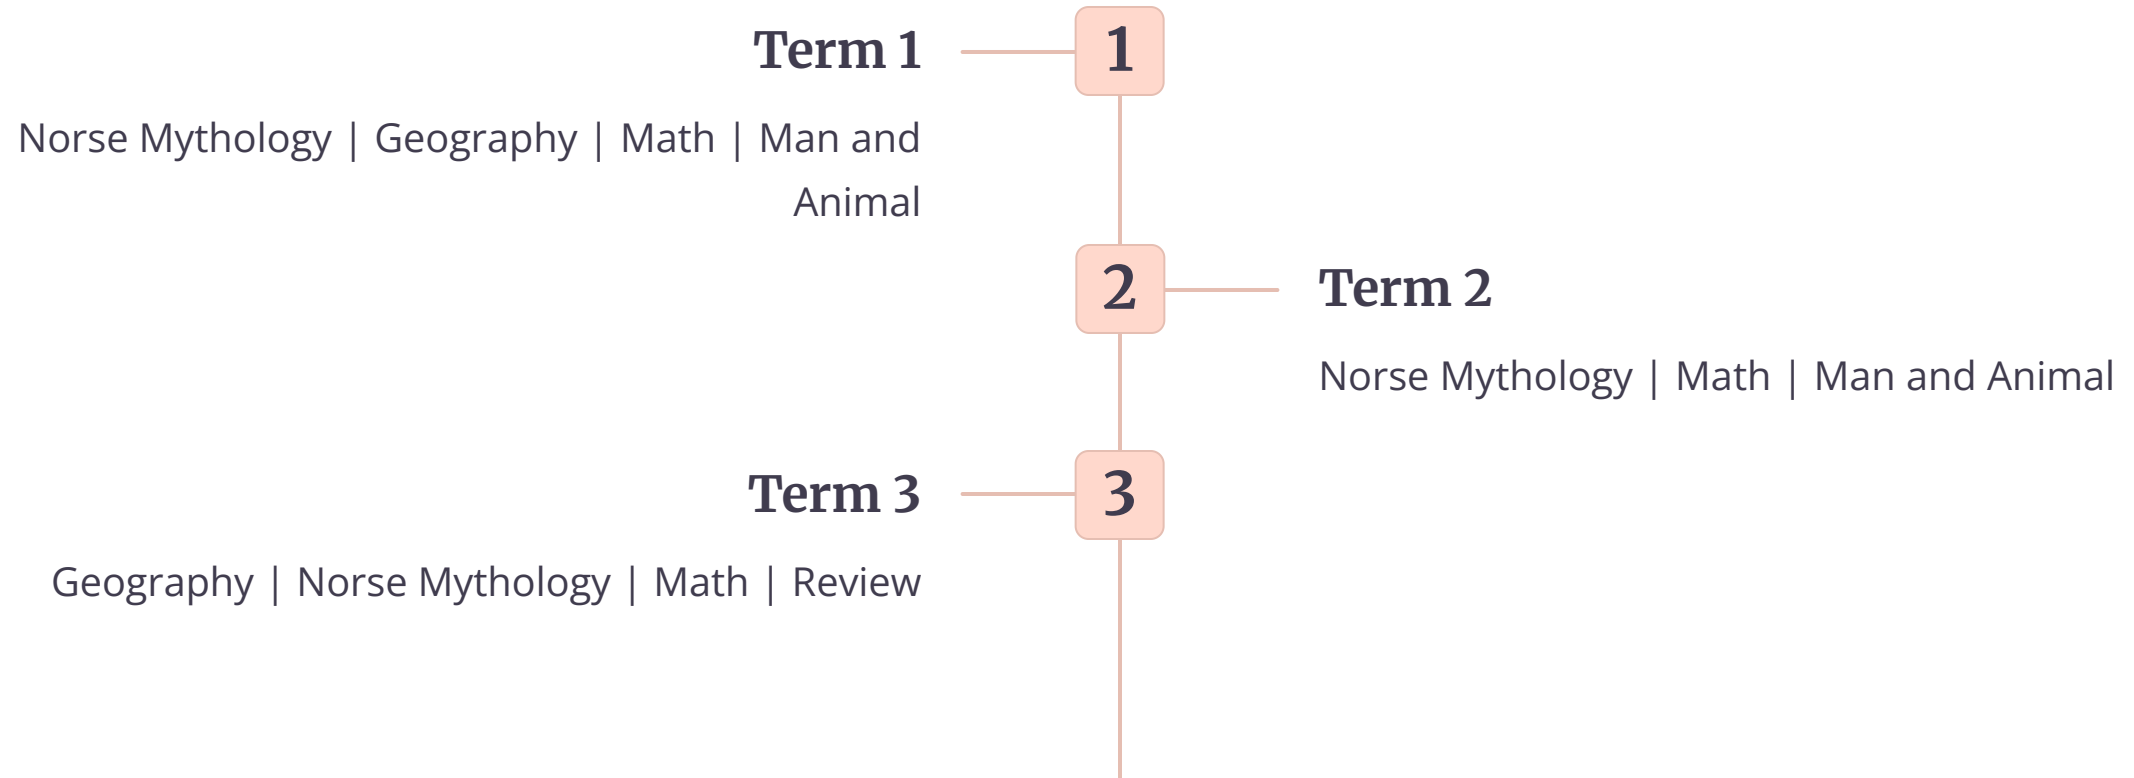 Term 1
1
Norse Mythology | Geography | Math | Man and
Animal
2
Term 2
Norse Mythology | Math | Man and Animal
Term 3
3
Geography | Norse Mythology | Math | Review